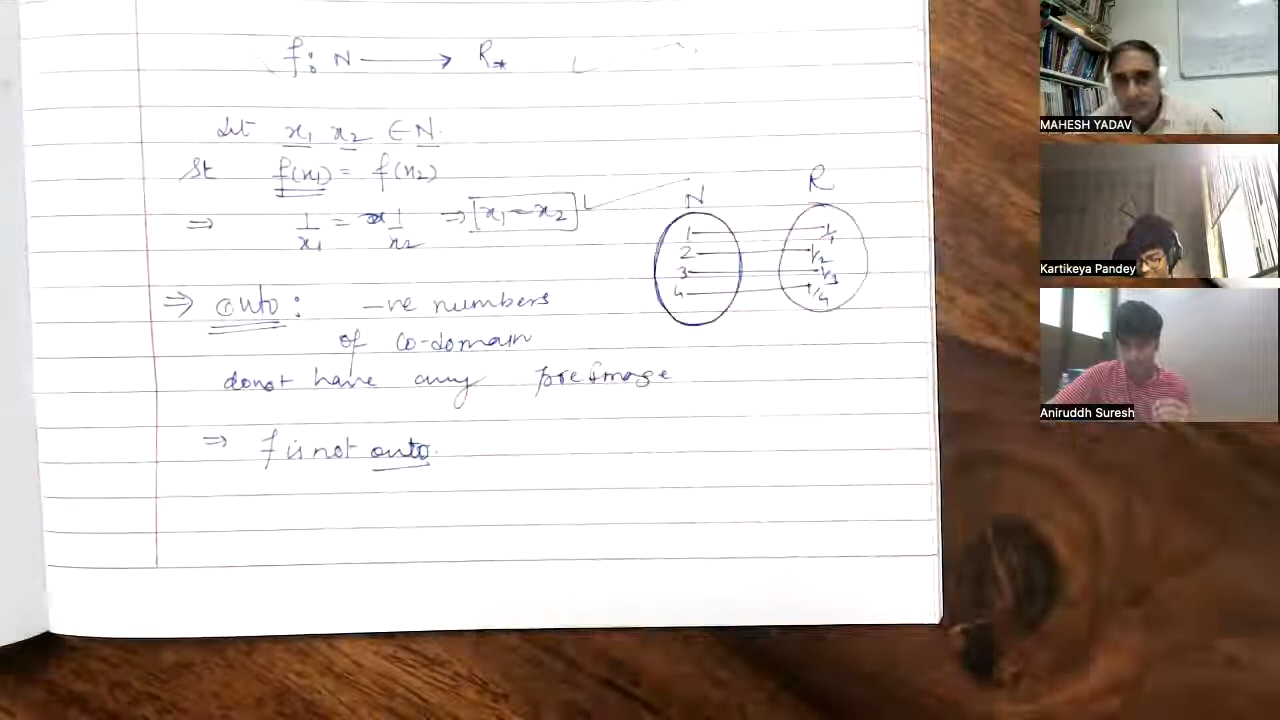 f: N → R*
Let x₁ x₂ ∈ N.
St f(x₁) = f(x₂)
⇒ 1/x₁ = 1/x₂ ⇒ x₁ = x₂
⇒ onto: -ve numbers
of co-domain
donot have any preimage
⇒ f is not onto.
N R
1 1/1
2 1/2
3 1/3
4 1/4
MAHESH YADAV
Kartikeya Pandey
Aniruddh Suresh